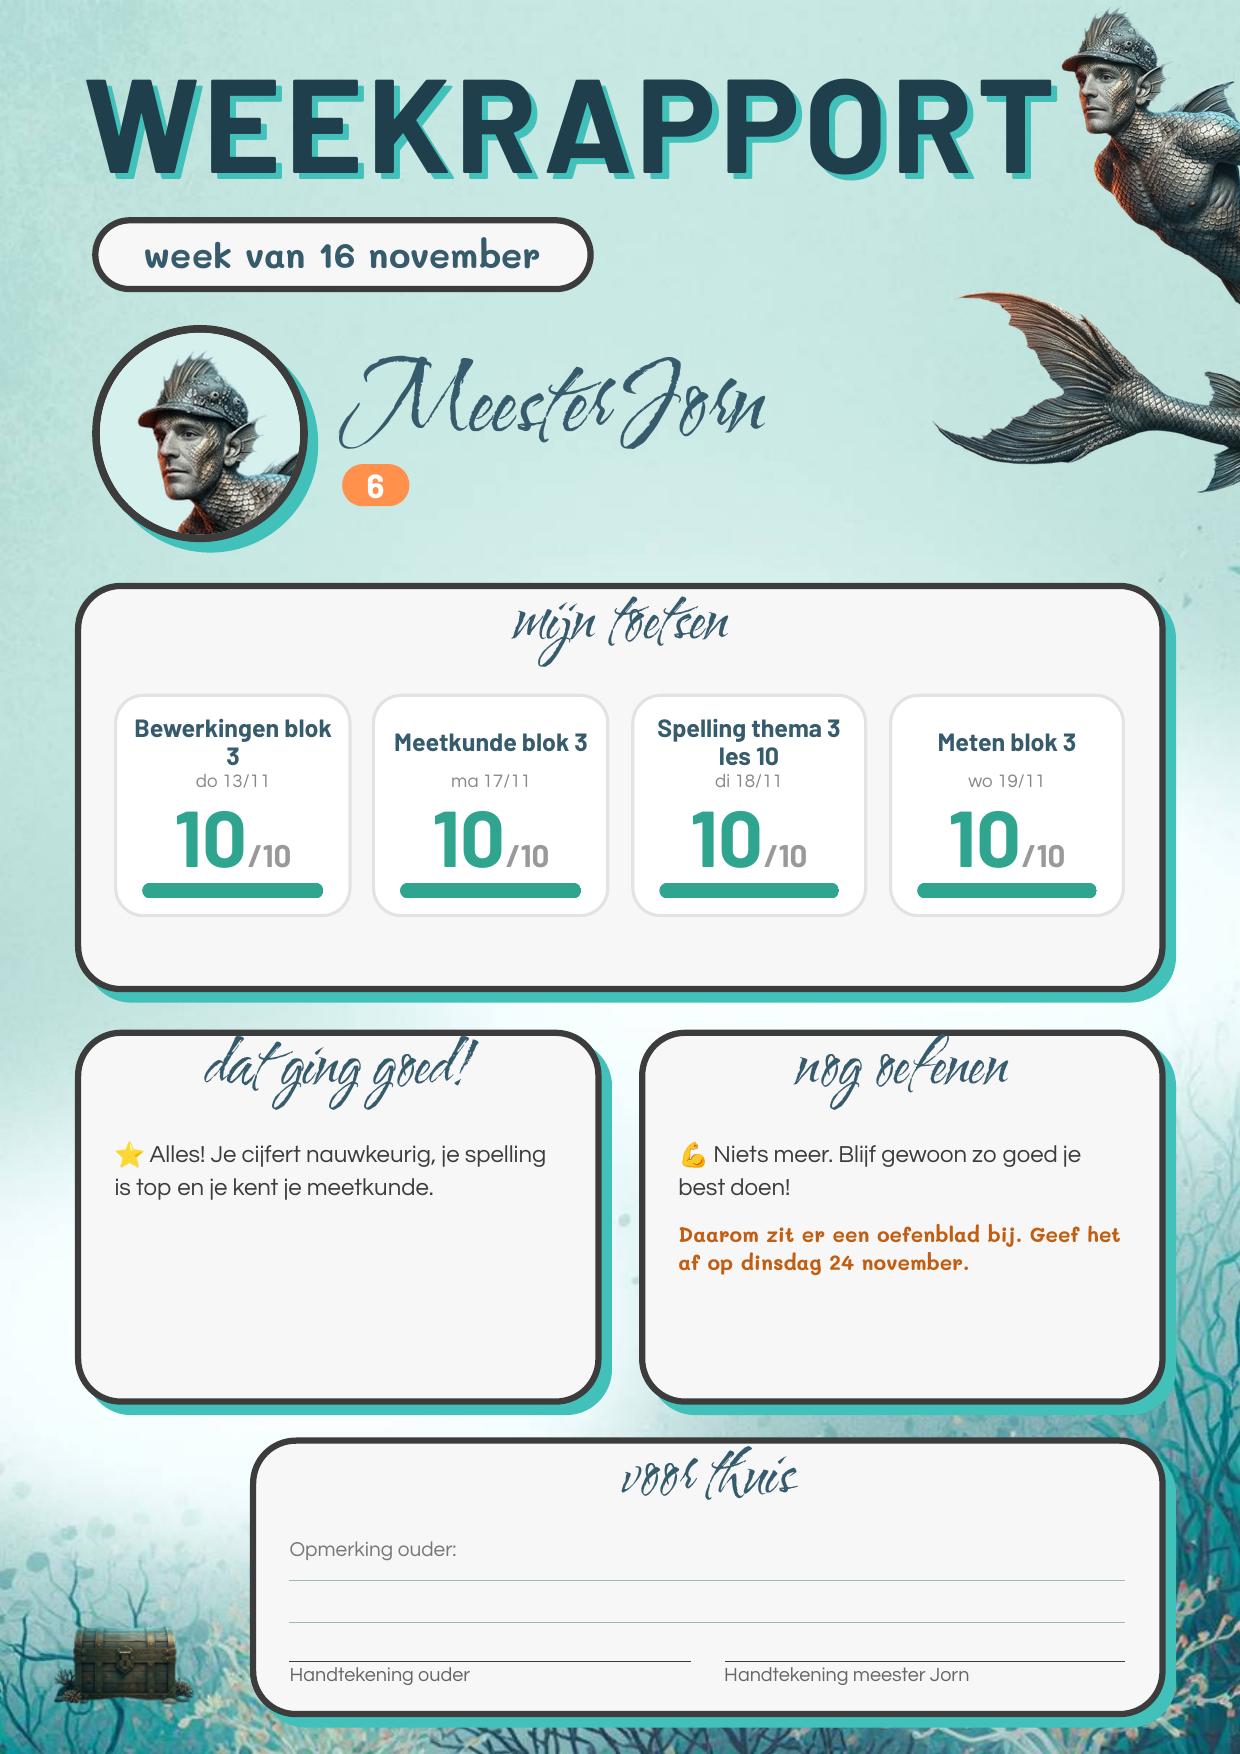 WEEKRAPPORT
week van 16 november
Meester Jorn
6
mijn toetsen
Bewerkingen blok
3
do 13/11
10/10
Meetkunde blok 3
ma 17/11
10/10
Spelling thema 3
les 10
di 18/11
10/10
Meten blok 3
wo 19/11
10/10
dat ging goed!
⭐ Alles! Je cijfert nauwkeurig, je spelling
is top en je kent je meetkunde.
nog oefenen
💪 Niets meer. Blijf gewoon zo goed je
best doen!
Daarom zit er een oefenblad bij. Geef het
af op dinsdag 24 november.
voor thuis
Opmerking ouder:
Handtekening ouder
Handtekening meester Jorn